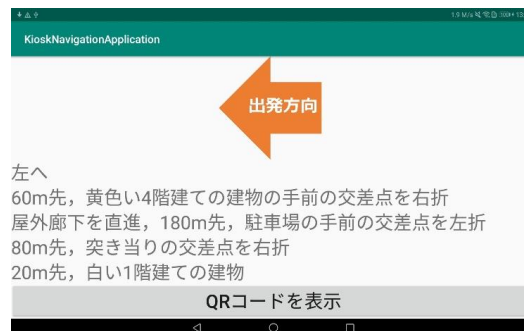 1.9 M/s
KioskNavigationApplication
出発方向
左へ
60m先，黄色い4階建ての建物の手前の交差点を右折
屋外廊下を直進，180m先，駐車場の手前の交差点を左折
80m先，突き当りの交差点を右折
20m先，白い1階建ての建物
QRコードを表示